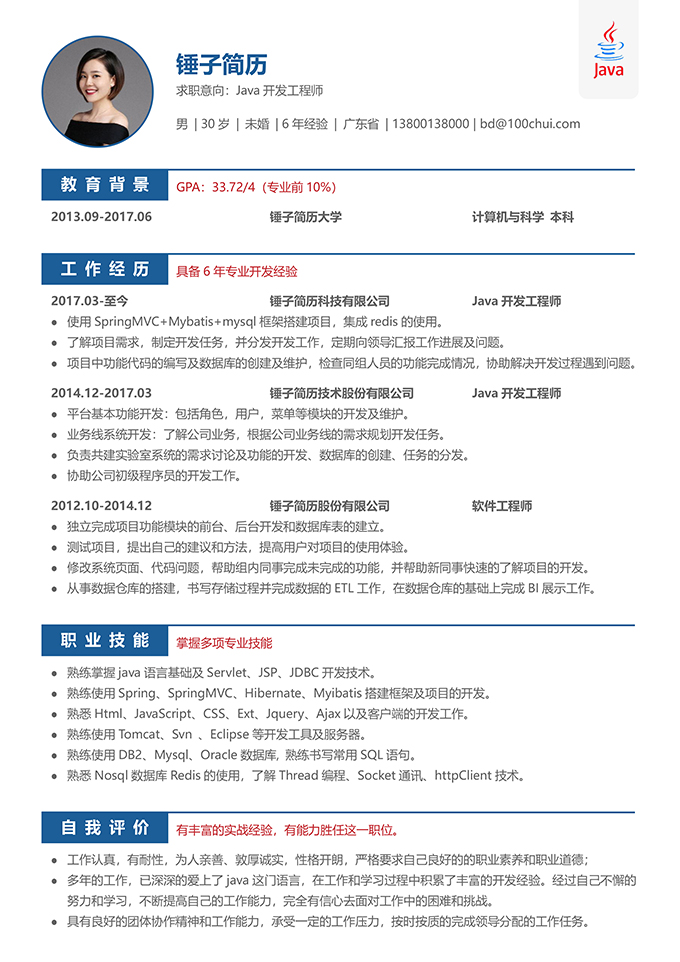 Java
锤子简历
求职意向：Java 开发工程师
男 | 30 岁 | 未婚 | 6 年经验 | 广东省 | 13800138000 | bd@100chui.com
教育背景 GPA：33.72/4（专业前 10%）
2013.09-2017.06 锤子简历大学 计算机与科学 本科
工作经历 具备 6 年专业开发经验
2017.03-至今 锤子简历科技有限公司 Java 开发工程师
● 使用 SpringMVC+Mybatis+mysql 框架搭建项目，集成 redis 的使用。
● 了解项目需求，制定开发任务，并分发开发工作，定期向领导汇报工作进展及问题。
● 项目中功能代码的编写及数据库的创建及维护，检查同组人员的功能完成情况，协助解决开发过程遇到问题。
2014.12-2017.03 锤子简历技术股份有限公司 Java 开发工程师
● 平台基本功能开发：包括角色，用户，菜单等模块的开发及维护。
● 业务线系统开发：了解公司业务，根据公司业务线的需求规划开发任务。
● 负责共建实验室系统的需求讨论及功能的开发、数据库的创建、任务的分发。
● 协助公司初级程序员的开发工作。
2012.10-2014.12 锤子简历股份有限公司 软件工程师
● 独立完成项目功能模块的前台、后台开发和数据库表的建立。
● 测试项目，提出自己的建议和方法，提高用户对项目的使用体验。
● 修改系统页面、代码问题，帮助组内同事完成未完成的功能，并帮助新同事快速的了解项目的开发。
● 从事数据仓库的搭建，书写存储过程并完成数据的 ETL 工作，在数据仓库的基础上完成 BI 展示工作。
职业技能 掌握多项专业技能
● 熟练掌握 java 语言基础及 Servlet、JSP、JDBC 开发技术。
● 熟练使用 Spring、SpringMVC、Hibernate、Myibatis 搭建框架及项目的开发。
● 熟悉 Html、JavaScript、CSS、Ext、Jquery、Ajax 以及客户端的开发工作。
● 熟练使用 Tomcat、Svn 、Eclipse 等开发工具及服务器。
● 熟练使用 DB2、Mysql、Oracle 数据库, 熟练书写常用 SQL 语句。
● 熟悉 Nosql 数据库 Redis 的使用，了解 Thread 编程、Socket 通讯、httpClient 技术。
自我评价 有丰富的实战经验，有能力胜任这一职位。
● 工作认真，有耐性，为人亲善、敦厚诚实，性格开朗，严格要求自己良好的的职业素养和职业道德；
● 多年的工作，已深深的爱上了 java 这门语言，在工作和学习过程中积累了丰富的开发经验。经过自己不懈的
努力和学习，不断提高自己的工作能力，完全有信心去面对工作中的困难和挑战。
● 具有良好的团体协作精神和工作能力，承受一定的工作压力，按时按质的完成领导分配的工作任务。